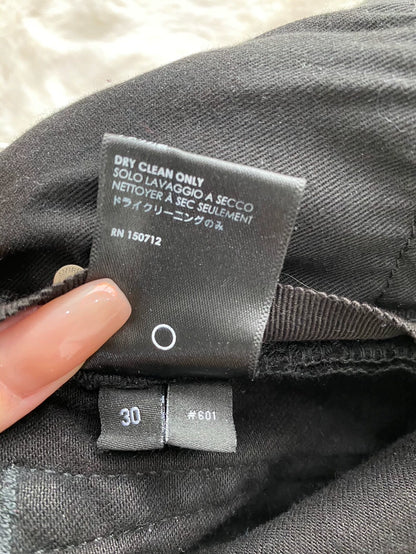 DRY CLEAN ONLY
SOLO LAVAGGIO A SECCO
NETTOYER À SEC SEULEMENT
ドライクリーニングのみ
RN 150712
30
#601